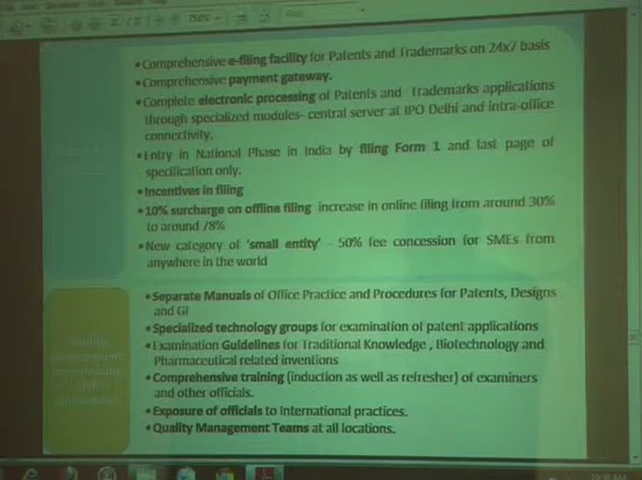 •Comprehensive e-filing facility for Patents and Trademarks on 24x7 basis
•Comprehensive payment gateway.
•Complete electronic processing of Patents and Trademarks applications
through specialized modules- central server at IPO Delhi and intra-office
connectivity.
•Entry in National Phase in India by filing Form 1 and last page of
specification only.
•Incentives in filing
•10% surcharge on offline filing increase in online filing from around 30%
to around 78%
•New category of 'small entity' - 50% fee concession for SMEs from
anywhere in the world
•Separate Manuals of Office Practice and Procedures for Patents, Designs
and GI
•Specialized technology groups for examination of patent applications
•Examination Guidelines for Traditional Knowledge , Biotechnology and
Pharmaceutical related inventions
•Comprehensive training (induction as well as refresher) of examiners
and other officials.
•Exposure of officials to International practices.
•Quality Management Teams at all locations.